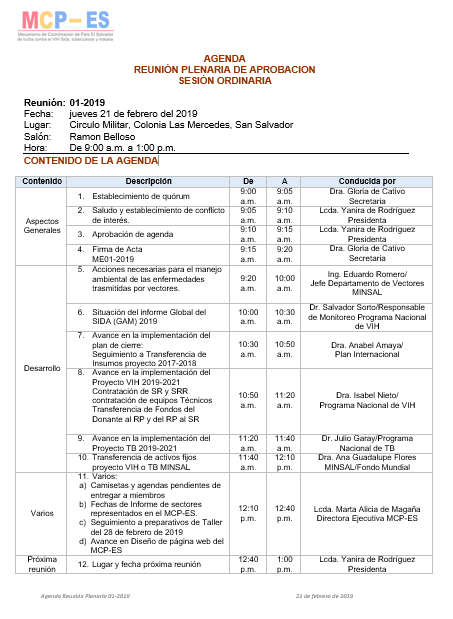 MCP-ES
Mecanismo de Coordinación de País El Salvador
de lucha contra el VIH Sida, tuberculosis y malaria
AGENDA
REUNIÓN PLENARIA DE APROBACION
SESIÓN ORDINARIA
Reunión: 01-2019
Fecha: jueves 21 de febrero del 2019
Lugar: Circulo Militar, Colonia Las Mercedes, San Salvador
Salón: Ramon Belloso
Hora: De 9:00 a.m. a 1:00 p.m.
CONTENIDO DE LA AGENDA
Contenido Descripción De A Conducida por
Aspectos Generales
1. Establecimiento de quórum 9:00 a.m. 9:05 a.m. Dra. Gloria de Cativo
Secretaria
2. Saludo y establecimiento de conflicto 9:05 a.m. 9:10 a.m. Lcda. Yanira de Rodríguez
de interés. Presidenta
3. Aprobación de agenda 9:10 a.m. 9:15 a.m. Lcda. Yanira de Rodríguez
Presidenta
4. Firma de Acta 9:15 a.m. 9:20 a.m. Dra. Gloria de Cativo
ME01-2019 Secretaria
Desarrollo
5. Acciones necesarias para el manejo
ambiental de las enfermedades 9:20 a.m. 10:00 a.m. Ing. Eduardo Romero/
trasmitidas por vectores. Jefe Departamento de Vectores
MINSAL
6. Situación del informe Global del 10:00 a.m. 10:30 a.m. Dr. Salvador Sorto/Responsable
SIDA (GAM) 2019 de Monitoreo Programa Nacional
de VIH
7. Avance en la implementación del
plan de cierre: 10:30 a.m. 10:50 a.m. Dra. Anabel Amaya/
Seguimiento a Transferencia de Plan Internacional
Insumos proyecto 2017-2018
8. Avance en la implementación del
Proyecto VIH 2019-2021
Contratación de SR y SRR 10:50 a.m. 11:20 a.m. Dra. Isabel Nieto/
contratación de equipos Técnicos Programa Nacional de VIH
Transferencia de Fondos del
Donante al RP y del RP al SR
9. Avance en la implementación del 11:20 a.m. 11:40 a.m. Dr. Julio Garay/Programa
Proyecto TB 2019-2021 Nacional de TB
10. Transferencia de activos fijos 11:40 a.m. 12:10 p.m. Dra. Ana Guadalupe Flores
proyecto VIH o TB MINSAL MINSAL/Fondo Mundial
Varios
11. Varios:
a) Camisetas y agendas pendientes de
entregar a miembros
b) Fechas de Informe de sectores
representados en el MCP-ES. 12:10 p.m. 12:40 p.m. Lcda. Marta Alicia de Magaña
c) Seguimiento a preparativos de Taller Directora Ejecutiva MCP-ES
del 28 de febrero de 2019
d) Avance en Diseño de página web del
MCP-ES
Próxima reunión
12. Lugar y fecha próxima reunión 12:40 p.m. 1:00 p.m. Lcda. Yanira de Rodríguez
Presidenta
Agenda Reunión Plenaria 01-2019 21 de febrero de 2019